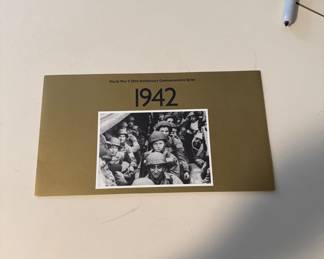 World War II 50th Anniversary Commemorative Series
1942